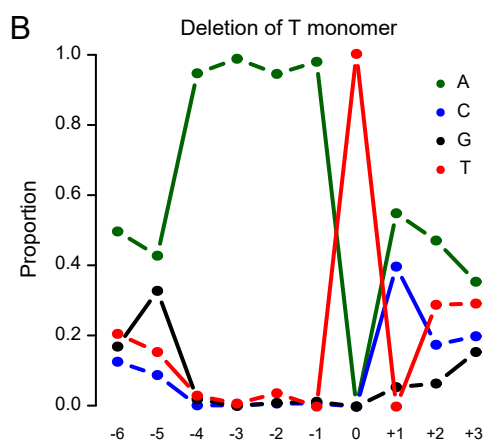 B
Deletion of T monomer
Proportion
1.0
0.8
0.6
0.4
0.2
0.0
A
C
G
T
-6 -5 -4 -3 -2 -1 0 +1 +2 +3